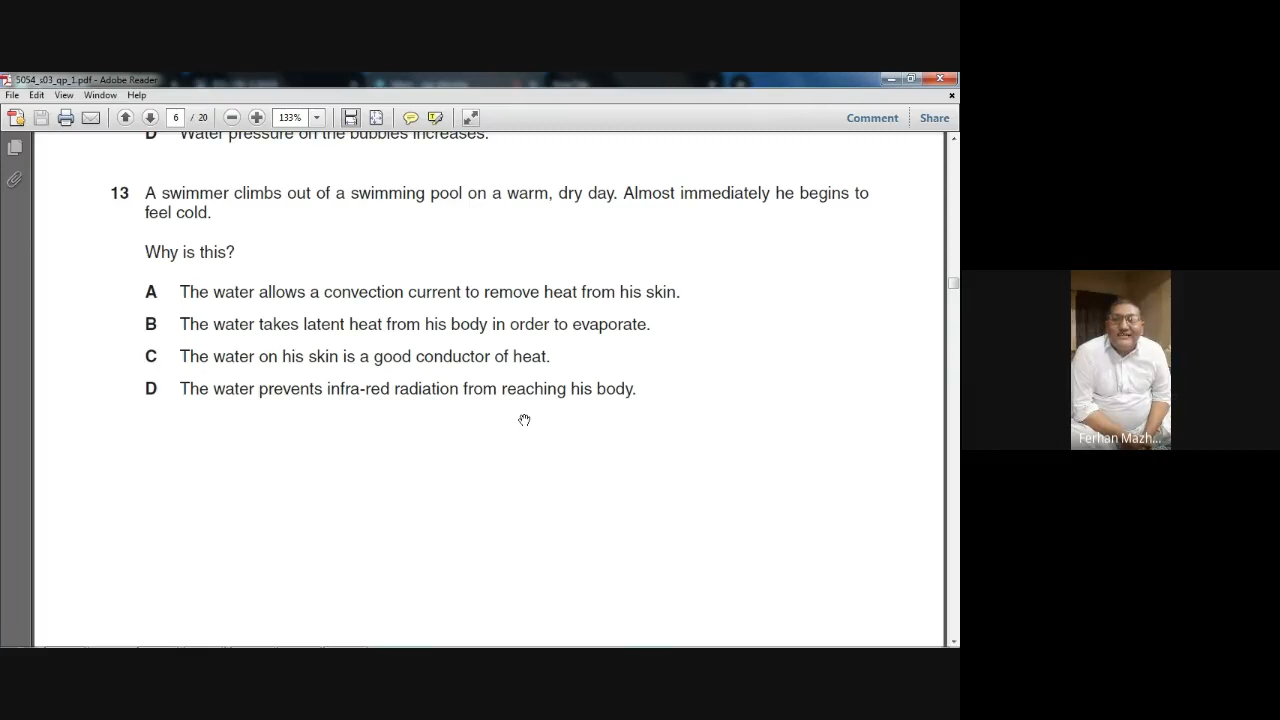 5054_s03_qp_1.pdf - Adobe Reader
File Edit View Window Help
6 / 20 133% Comment Share
D Water pressure on the bubbles increases.
13 A swimmer climbs out of a swimming pool on a warm, dry day. Almost immediately he begins to
feel cold.
Why is this?
A The water allows a convection current to remove heat from his skin.
B The water takes latent heat from his body in order to evaporate.
C The water on his skin is a good conductor of heat.
D The water prevents infra-red radiation from reaching his body.
Ferhan Mazh...